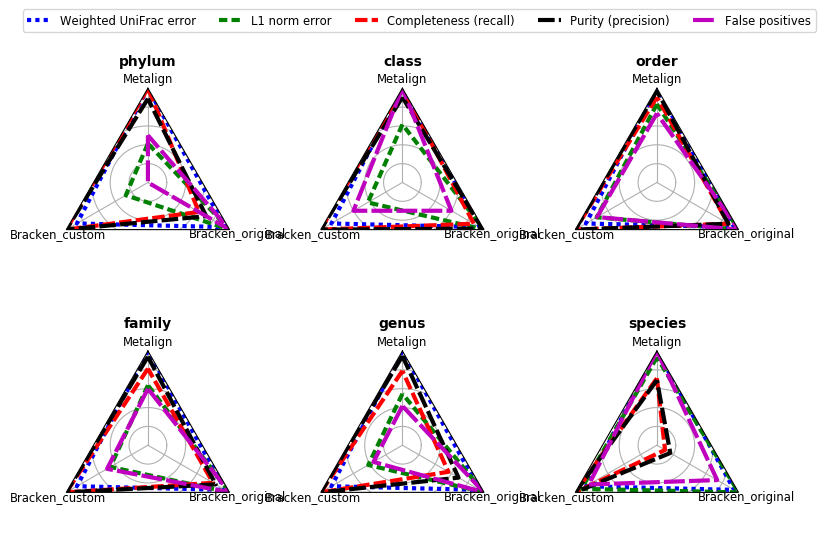 Weighted UniFrac error L1 norm error Completeness (recall) Purity (precision) False positives
phylum class order
Metalign Metalign Metalign
Bracken_custom Bracken_original Bracken_custom Bracken_original Bracken_custom Bracken_original
family genus species
Metalign Metalign Metalign
Bracken_custom Bracken_original Bracken_custom Bracken_original Bracken_custom Bracken_original